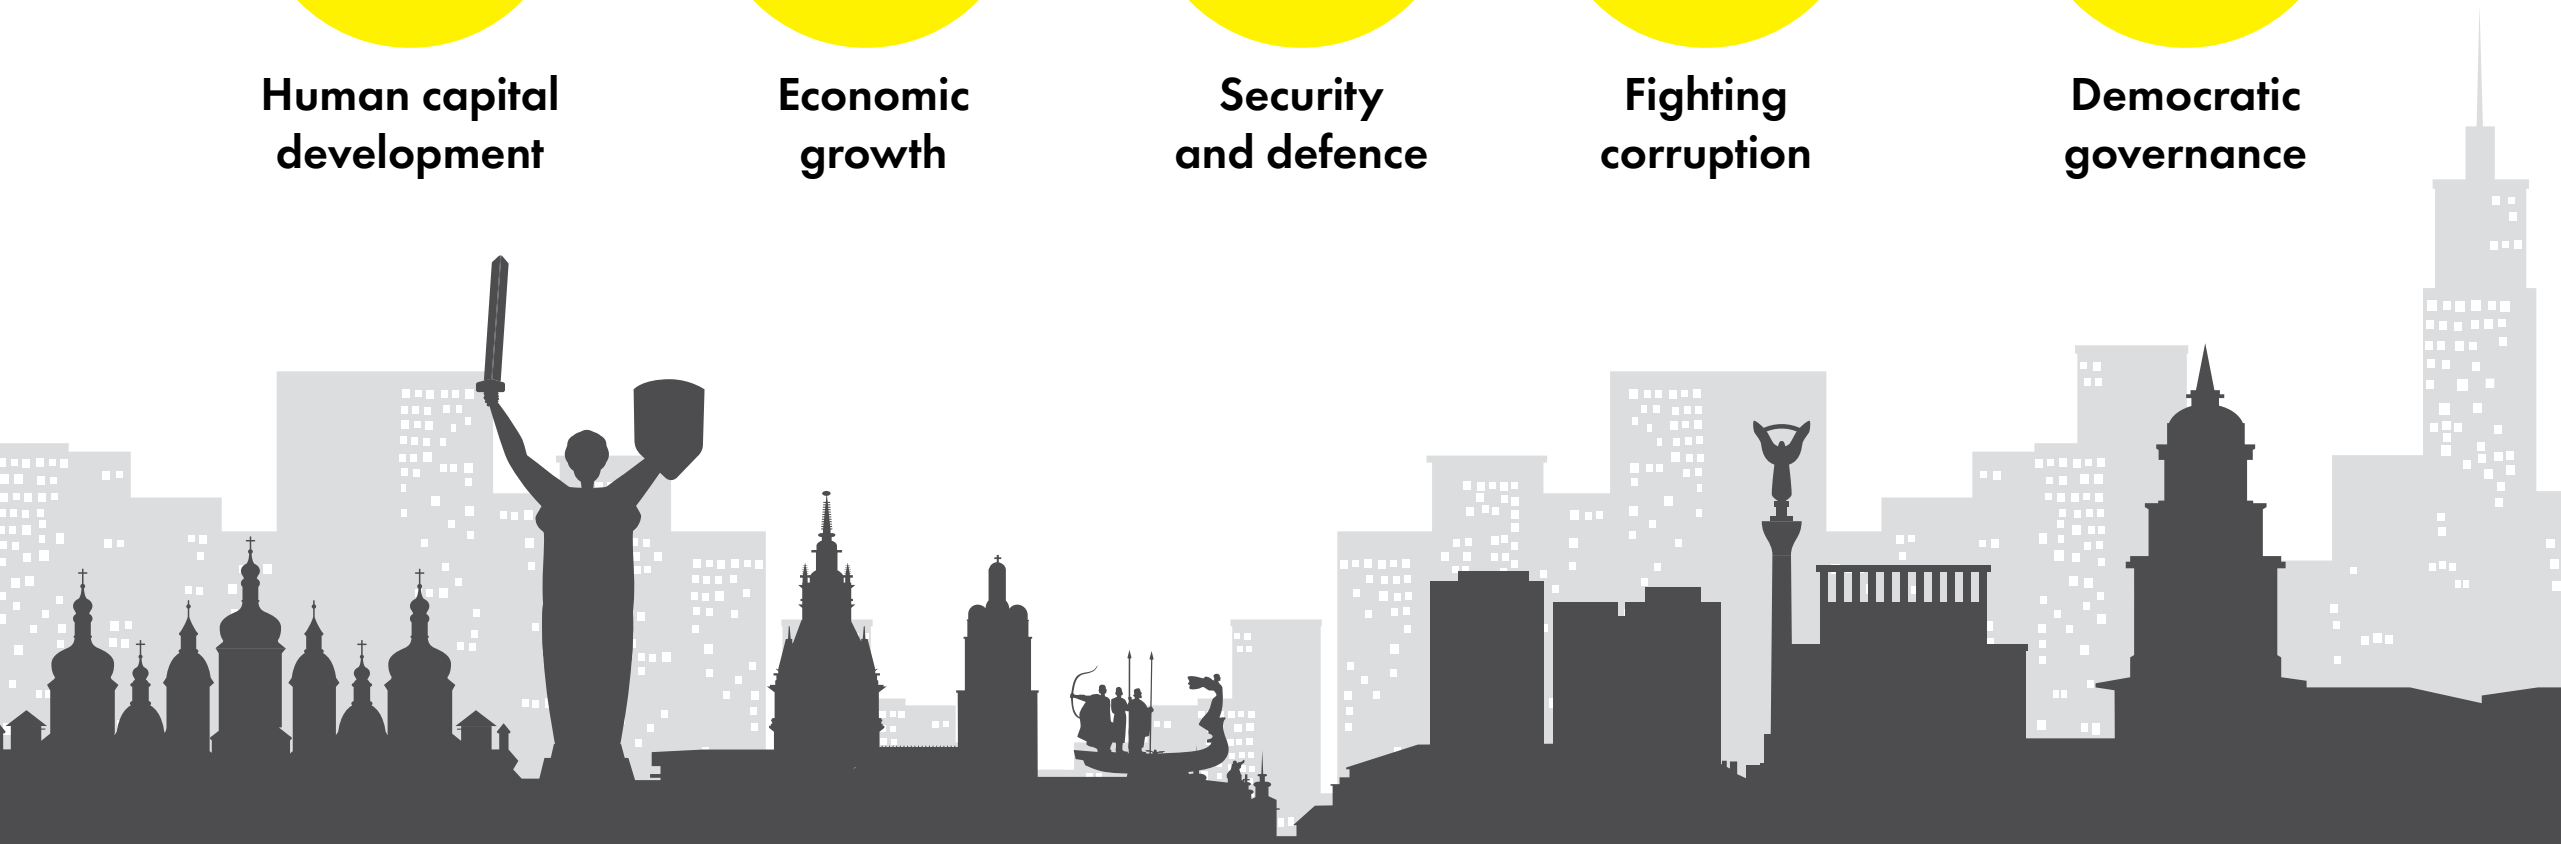 Human capital
development
Economic
growth
Security
and defence
Fighting
corruption
Democratic
governance